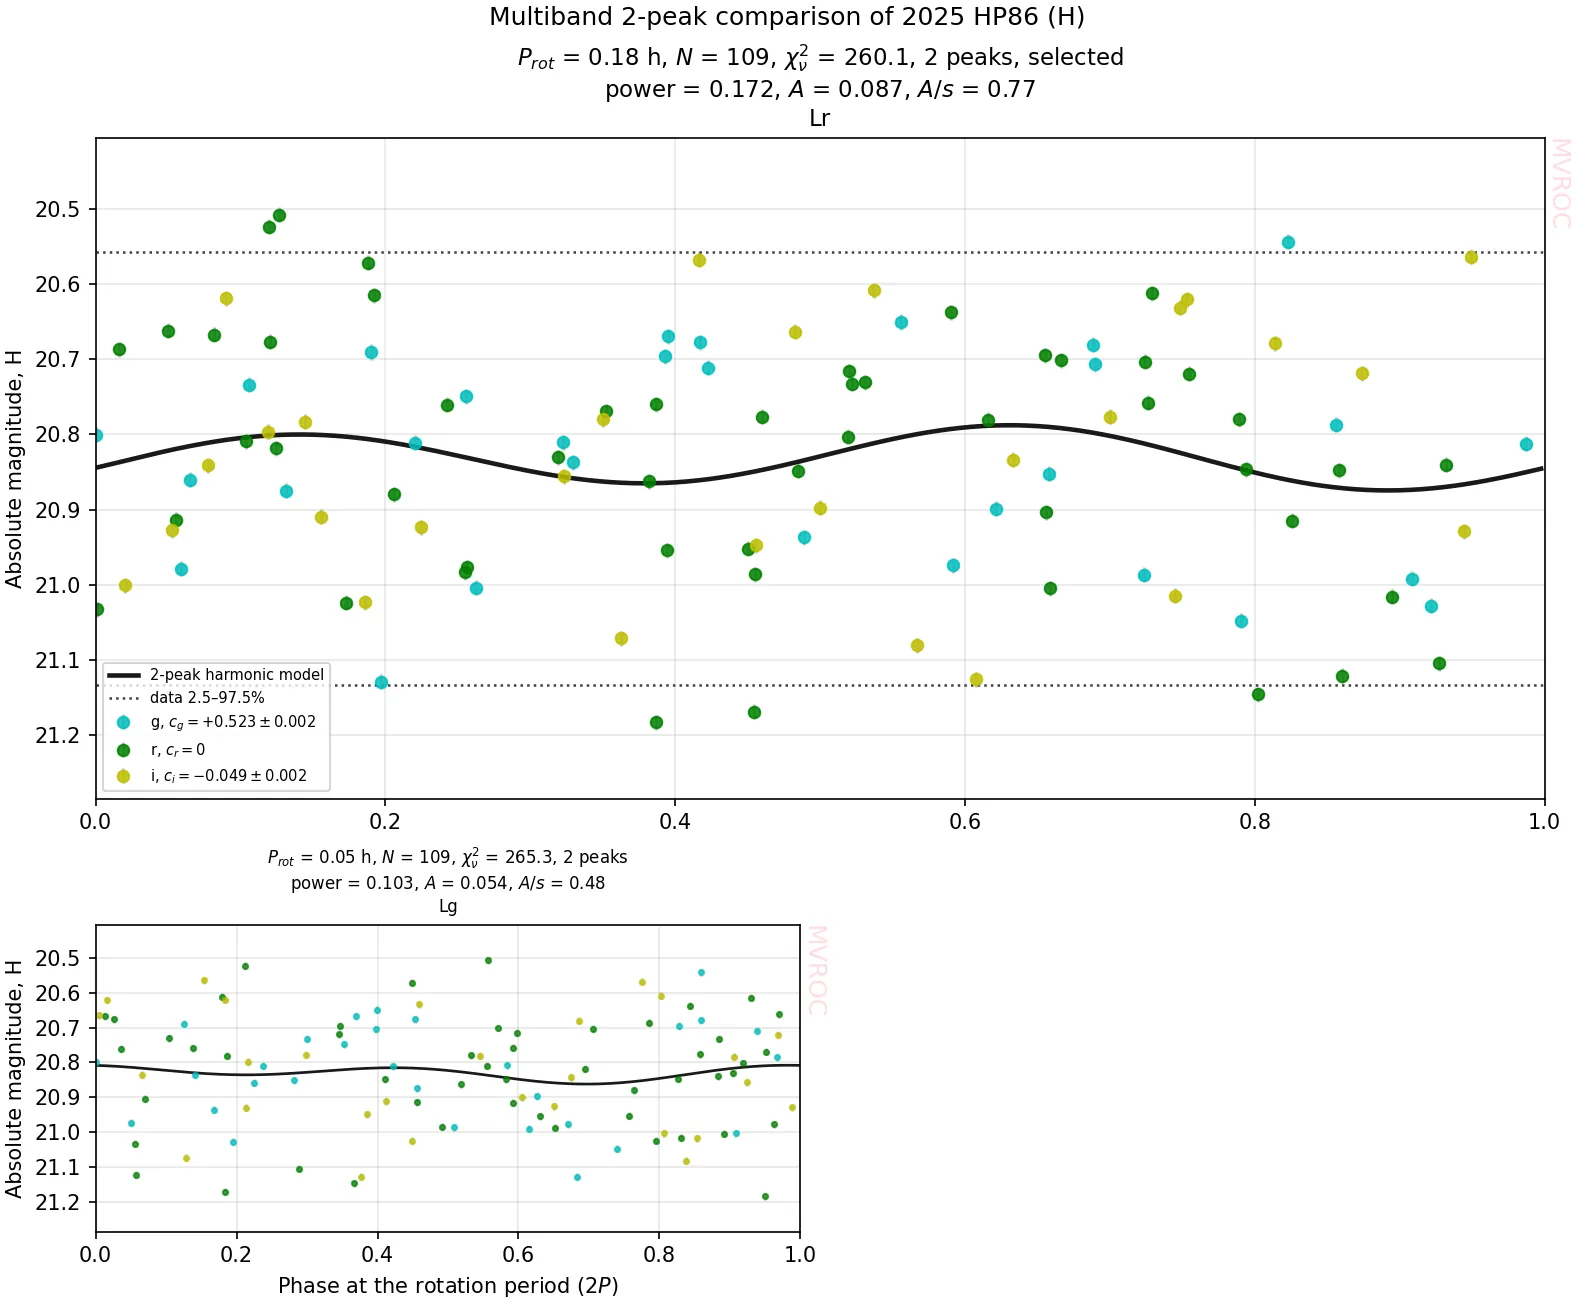 Multiband 2-peak comparison of 2025 HP86 (H)
P_rot = 0.18 h, N = 109, χ²_ν = 260.1, 2 peaks, selected
power = 0.172, A = 0.087, A/s = 0.77
Lr
MVROC
Absolute magnitude, H
20.5
20.6
20.7
20.8
20.9
21.0
21.1
21.2
2-peak harmonic model
data 2.5–97.5%
g, c_g = +0.523 ± 0.002
r, c_r = 0
i, c_i = −0.049 ± 0.002
0.0 0.2 0.4 0.6 0.8 1.0
P_rot = 0.05 h, N = 109, χ²_ν = 265.3, 2 peaks
power = 0.103, A = 0.054, A/s = 0.48
Lg
MVROC
Absolute magnitude, H
20.5
20.6
20.7
20.8
20.9
21.0
21.1
21.2
0.0 0.2 0.4 0.6 0.8 1.0
Phase at the rotation period (2P)